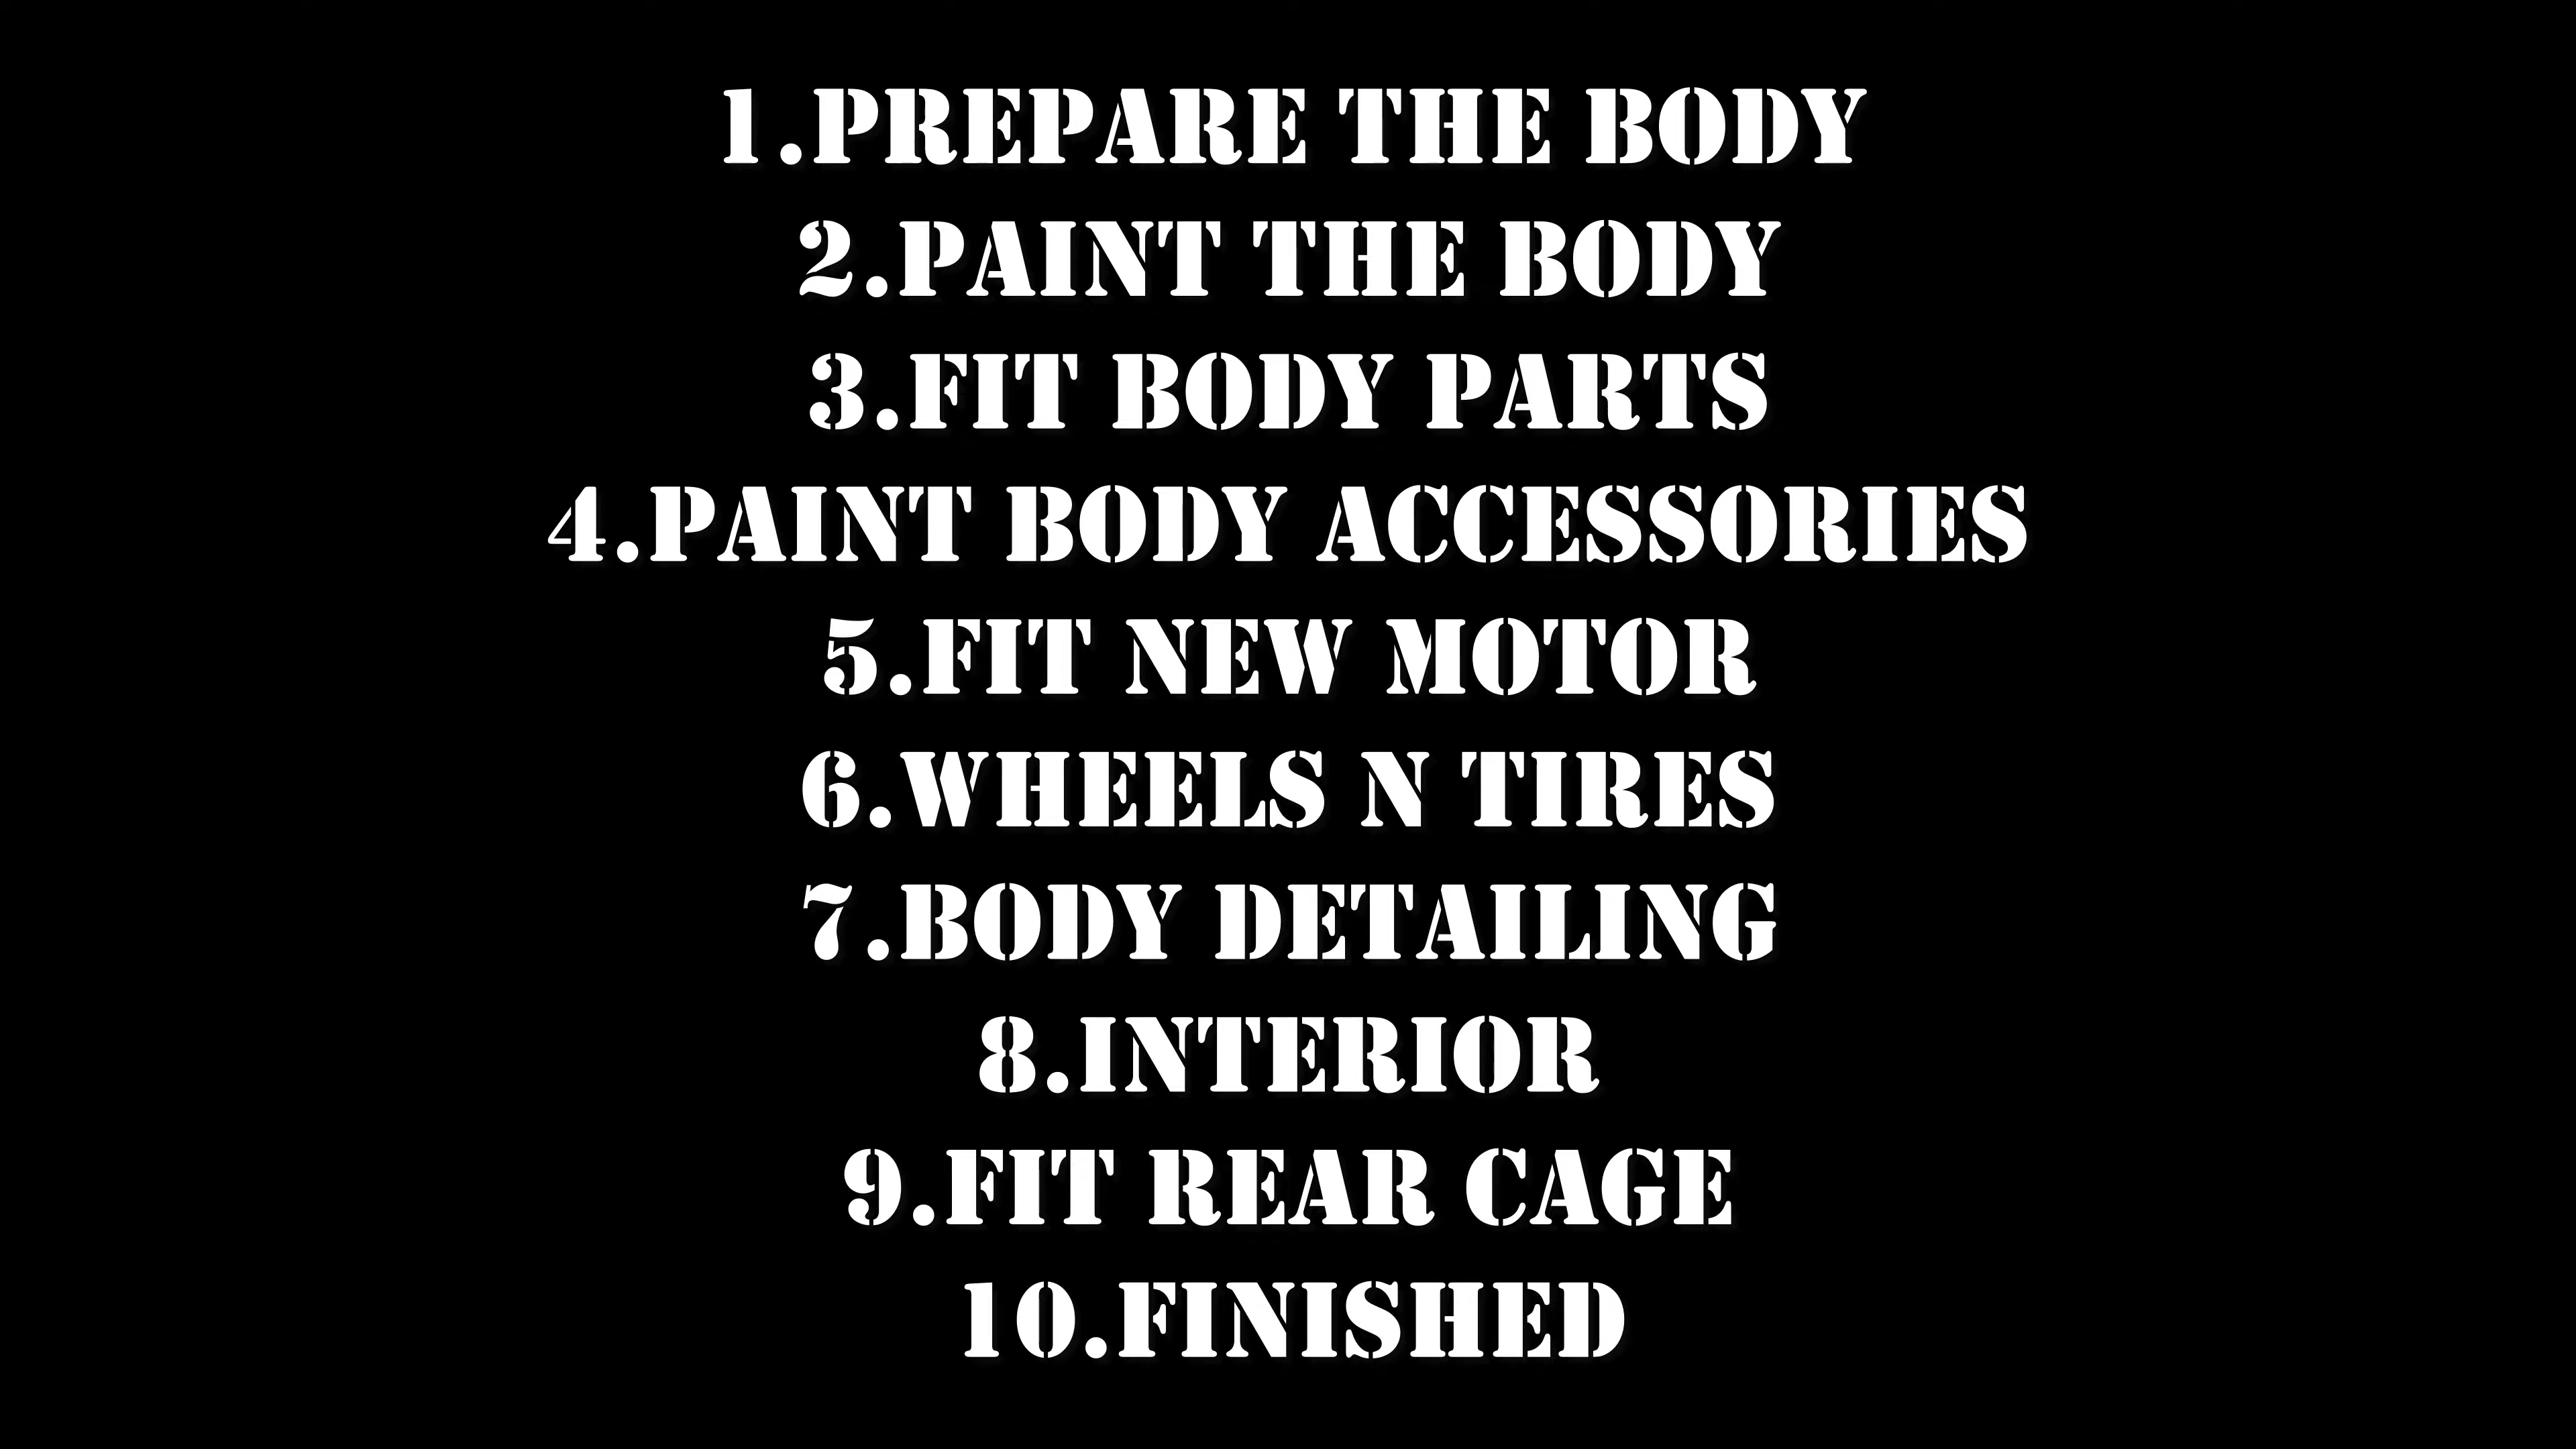 1.PREPARE THE BODY
2.PAINT THE BODY
3.FIT BODY PARTS
4.PAINT BODY ACCESSORIES
5.FIT NEW MOTOR
6.WHEELS N TIRES
7.BODY DETAILING
8.INTERIOR
9.FIT REAR CAGE
10.FINISHED